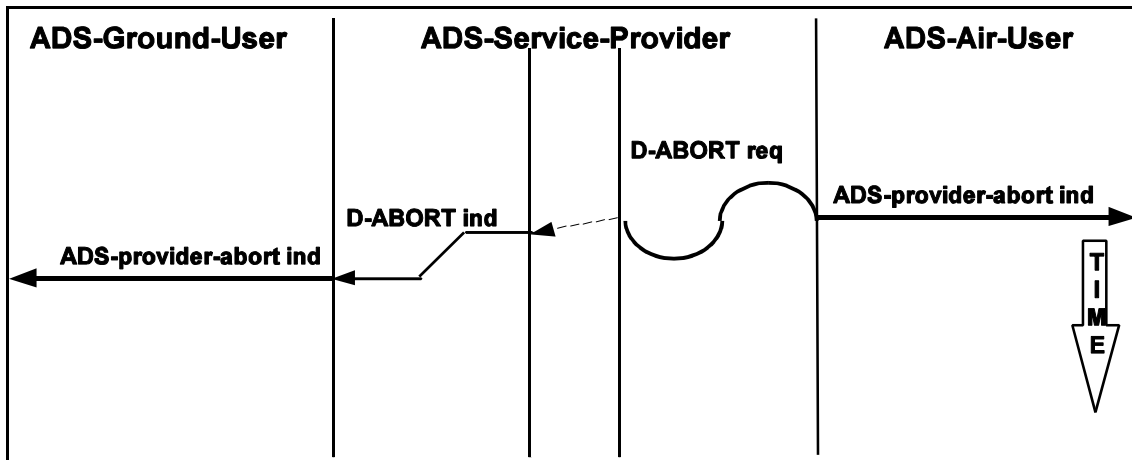 ADS-Ground-User
ADS-Service-Provider
ADS-Air-User
D-ABORT req
ADS-provider-abort ind
D-ABORT ind
ADS-provider-abort ind
TIME